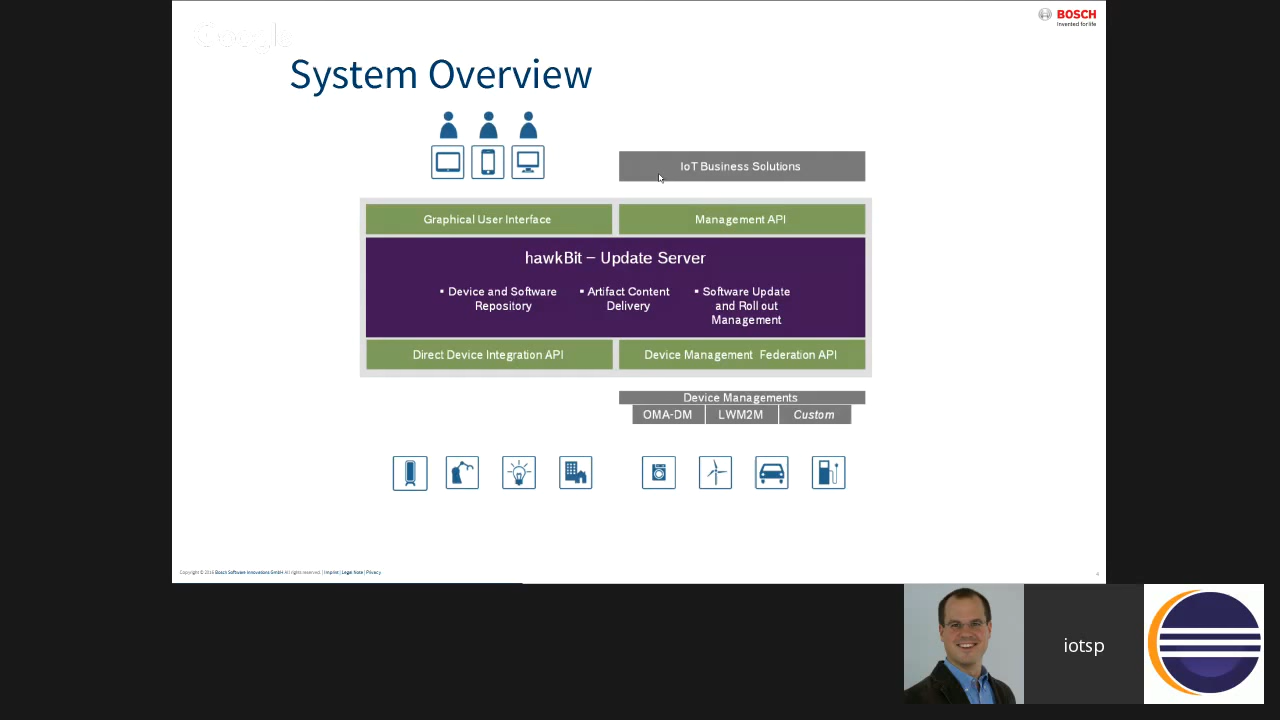 Google
BOSCH
Invented for life
System Overview
IoT Business Solutions
Graphical User Interface
Management API
hawkBit – Update Server
▪ Device and Software
Repository
▪ Artifact Content
Delivery
▪ Software Update
and Roll out
Management
Direct Device Integration API
Device Management Federation API
Device Managements
OMA-DM
LWM2M
Custom
Copyright © 2016 Bosch Software Innovations GmbH. All rights reserved. | Imprint | Legal Note | Privacy
4
iotsp